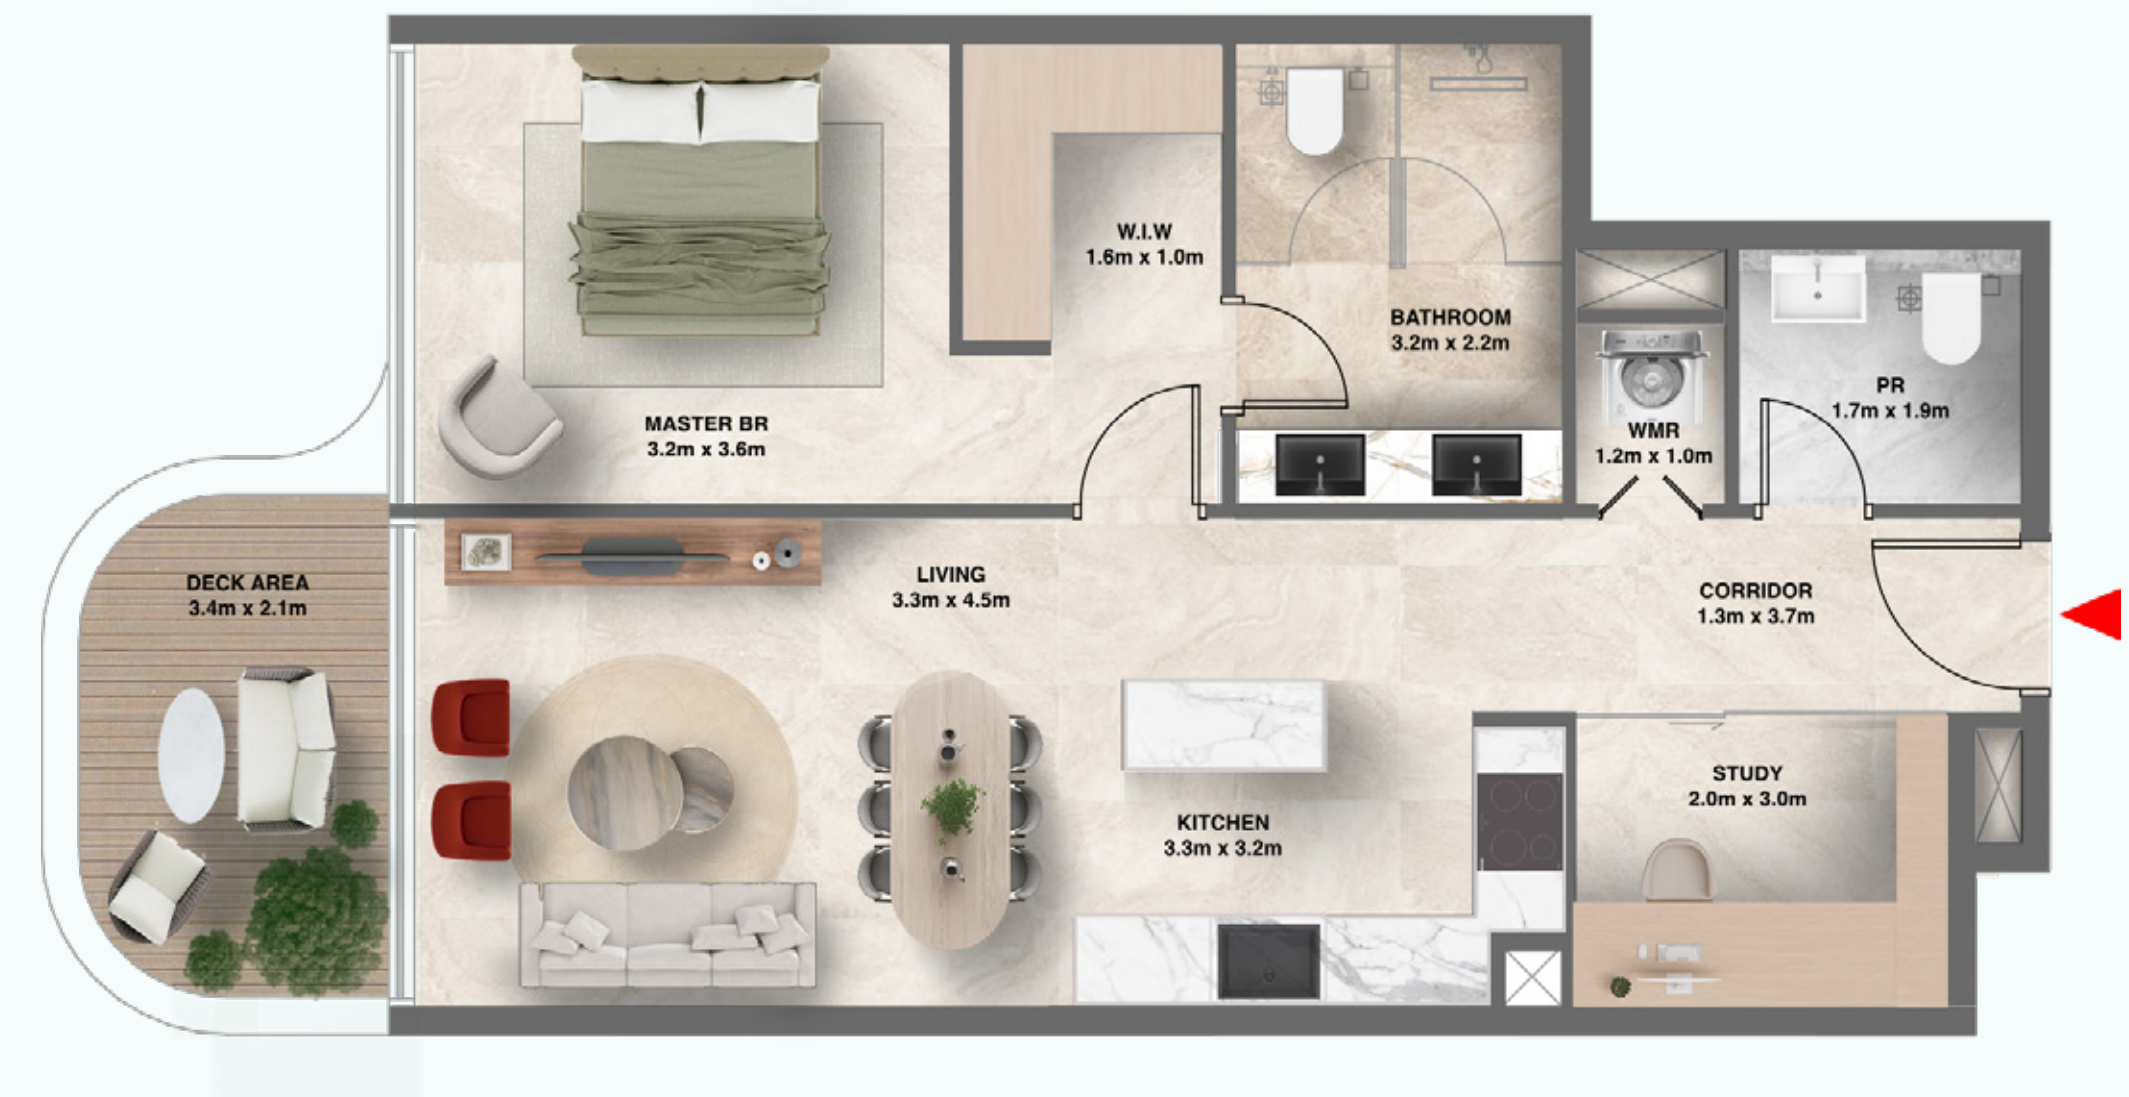 W.I.W
1.6m x 1.0m
BATHROOM
3.2m x 2.2m
MASTER BR
3.2m x 3.6m
WMR
1.2m x 1.0m
PR
1.7m x 1.9m
DECK AREA
3.4m x 2.1m
LIVING
3.3m x 4.5m
CORRIDOR
1.3m x 3.7m
KITCHEN
3.3m x 3.2m
STUDY
2.0m x 3.0m